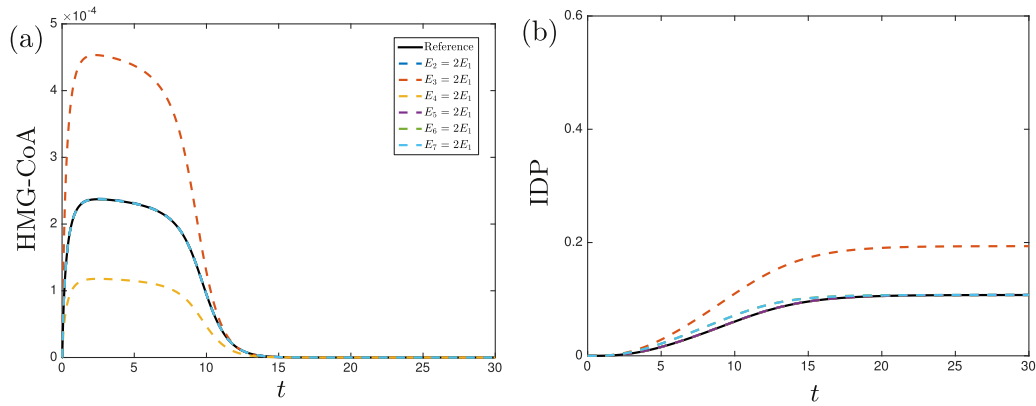 (a)
×10⁻⁴
5
4
3
2
1
0
HMG-CoA
0 5 10 15 20 25 30
t
Reference
E₂ = 2E₁
E₃ = 2E₁
E₄ = 2E₁
E₅ = 2E₁
E₆ = 2E₁
E₇ = 2E₁
(b)
0.6
0.4
0.2
0
IDP
0 5 10 15 20 25 30
t